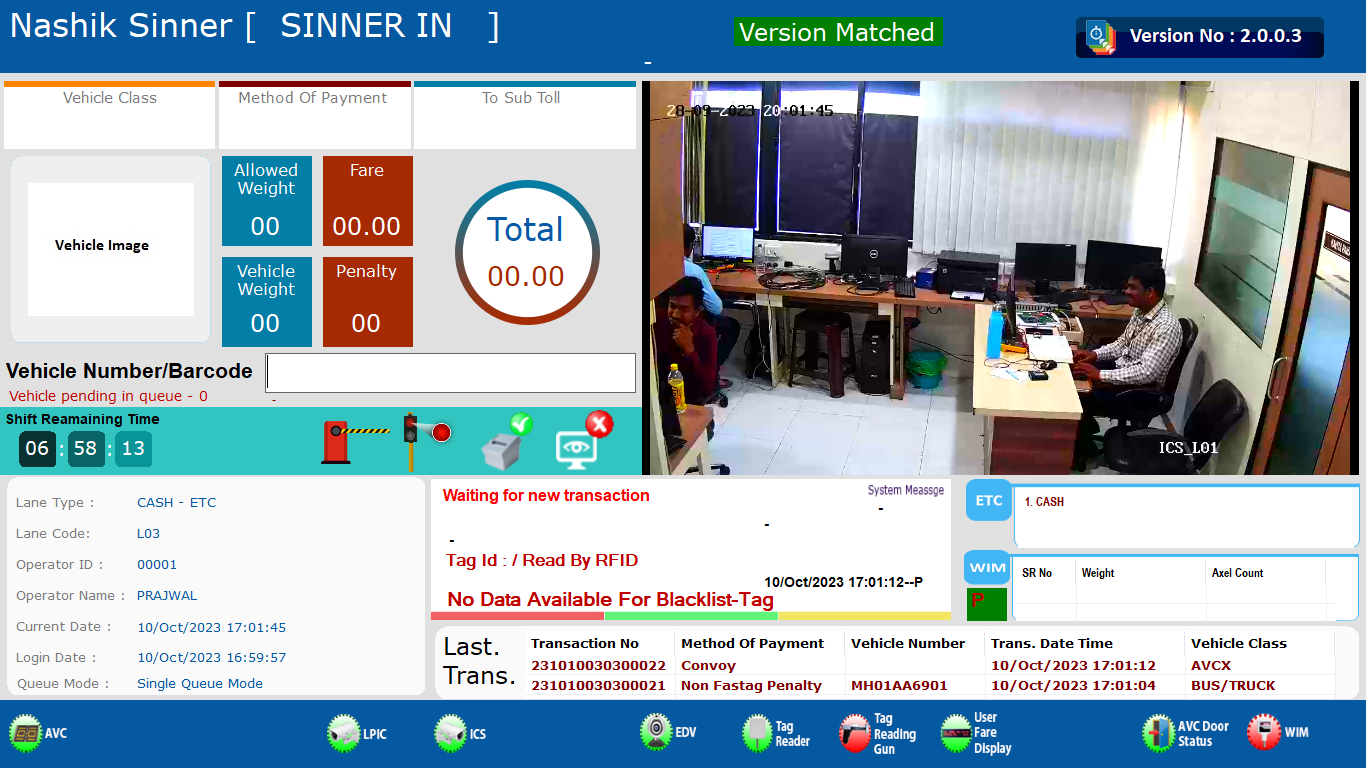 Nashik Sinner [ SINNER IN ]
Version Matched
Version No : 2.0.0.3
-
Vehicle Class
Method Of Payment
To Sub Toll
28-09-2023 20:01:45
Allowed
Weight
00
Fare
00.00
Vehicle Image
Total
00.00
Vehicle
Weight
00
Penalty
00
Vehicle Number/Barcode
Vehicle pending in queue - 0
-
Shift Reamaining Time
06 : 58 : 13
ICS_L01
Lane Type : CASH - ETC
Lane Code: L03
Operator ID : 00001
Operator Name : PRAJWAL
Current Date : 10/Oct/2023 17:01:45
Login Date : 10/Oct/2023 16:59:57
Queue Mode : Single Queue Mode
Waiting for new transaction
System Meassge
-
-
-
Tag Id : / Read By RFID
10/Oct/2023 17:01:12--P
No Data Available For Blacklist-Tag
ETC
1. CASH
WIM
P
SR No Weight Axel Count
Last.
Trans.
Transaction No Method Of Payment Vehicle Number Trans. Date Time Vehicle Class
231010030300022 Convoy 10/Oct/2023 17:01:12 AVCX
231010030300021 Non Fastag Penalty MH01AA6901 10/Oct/2023 17:01:04 BUS/TRUCK
AVC
LPIC
ICS
EDV
Tag
Reader
Tag
Reading
Gun
User
Fare
Display
AVC Door
Status
WIM